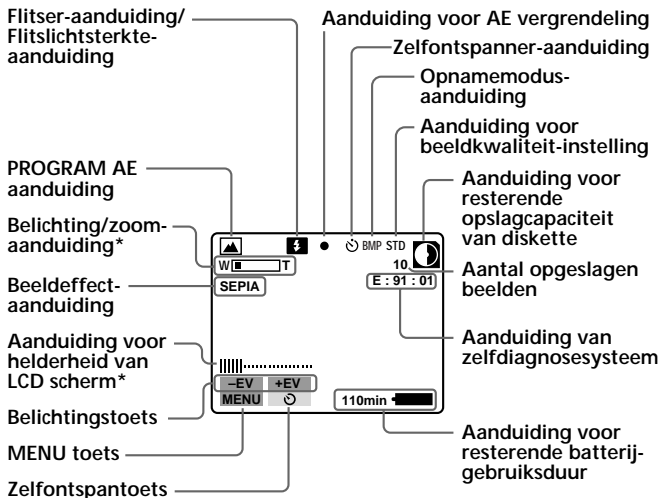 Flitser-aanduiding/
Flitslichtsterkte-
aanduiding
Aanduiding voor AE vergrendeling
Zelfontspanner-aanduiding
Opnamemodus-
aanduiding
Aanduiding voor
beeldkwaliteit-instelling
PROGRAM AE
aanduiding
Aanduiding voor
resterende
opslagcapaciteit
van diskette
Belichting/zoom-
aanduiding*
Beeldeffect-
aanduiding
Aantal opgeslagen
beelden
Aanduiding voor
helderheid van
LCD scherm*
Aanduiding van
zelfdiagnosesysteem
Belichtingstoets
MENU toets
Zelfontspantoets
Aanduiding voor
resterende batterij-
gebruiksduur
BMP STD
W T
10
SEPIA
E : 91 : 01
–EV +EV
MENU
110min